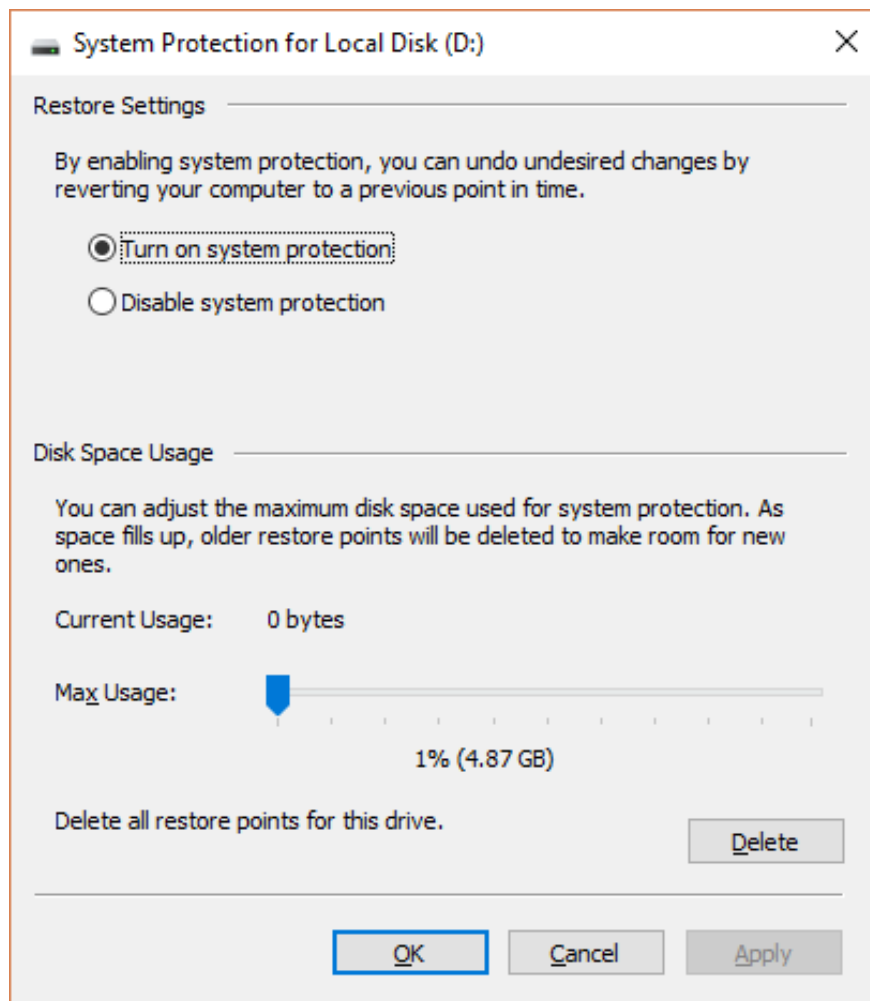 System Protection for Local Disk (D:)
Restore Settings
By enabling system protection, you can undo undesired changes by
reverting your computer to a previous point in time.
Turn on system protection
Disable system protection
Disk Space Usage
You can adjust the maximum disk space used for system protection. As
space fills up, older restore points will be deleted to make room for new
ones.
Current Usage: 0 bytes
Max Usage:
1% (4.87 GB)
Delete all restore points for this drive.
Delete
OK Cancel Apply